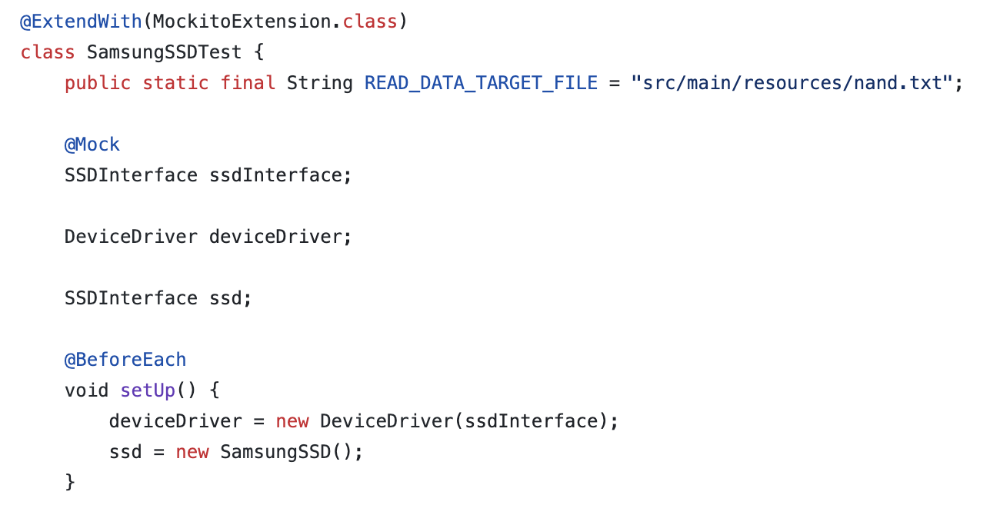 @ExtendWith(MockitoExtension.class)
class SamsungSSDTest {
    public static final String READ_DATA_TARGET_FILE = "src/main/resources/nand.txt";
    @Mock
    SSDInterface ssdInterface;
    DeviceDriver deviceDriver;
    SSDInterface ssd;
    @BeforeEach
    void setUp() {
        deviceDriver = new DeviceDriver(ssdInterface);
        ssd = new SamsungSSD();
    }